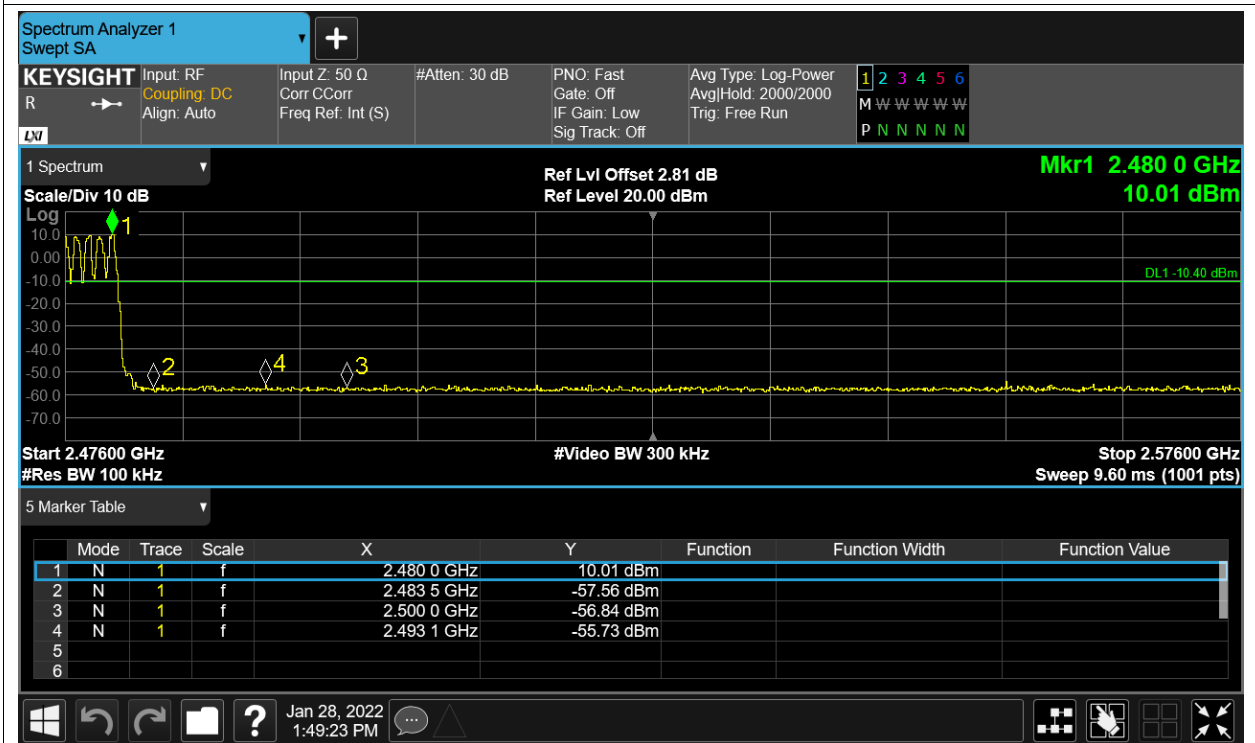 Spectrum Analyzer 1
Swept SA
+
KEYSIGHT Input: RF Input Z: 50 Ω #Atten: 30 dB PNO: Fast Avg Type: Log-Power 1 2 3 4 5 6
R Coupling: DC Corr CCorr Gate: Off Avg|Hold: 2000/2000 M W W W W W W
Align: Auto Freq Ref: Int (S) IF Gain: Low Trig: Free Run
LXI Sig Track: Off P N N N N N N
1 Spectrum Ref Lvl Offset 2.81 dB Mkr1 2.480 0 GHz
Scale/Div 10 dB Ref Level 20.00 dBm 10.01 dBm
Log
1
10.0
0.00
DL1 -10.40 dBm
-10.0
-20.0
-30.0
-40.0
2 4 3
-50.0
-60.0
-70.0
Start 2.47600 GHz #Video BW 300 kHz Stop 2.57600 GHz
#Res BW 100 kHz Sweep 9.60 ms (1001 pts)
5 Marker Table
Mode Trace Scale X Y Function Function Width Function Value
1 N 1 f 2.480 0 GHz 10.01 dBm
2 N 1 f 2.483 5 GHz -57.56 dBm
3 N 1 f 2.500 0 GHz -56.84 dBm
4 N 1 f 2.493 1 GHz -55.73 dBm
5
6
? Jan 28, 2022
1:49:23 PM